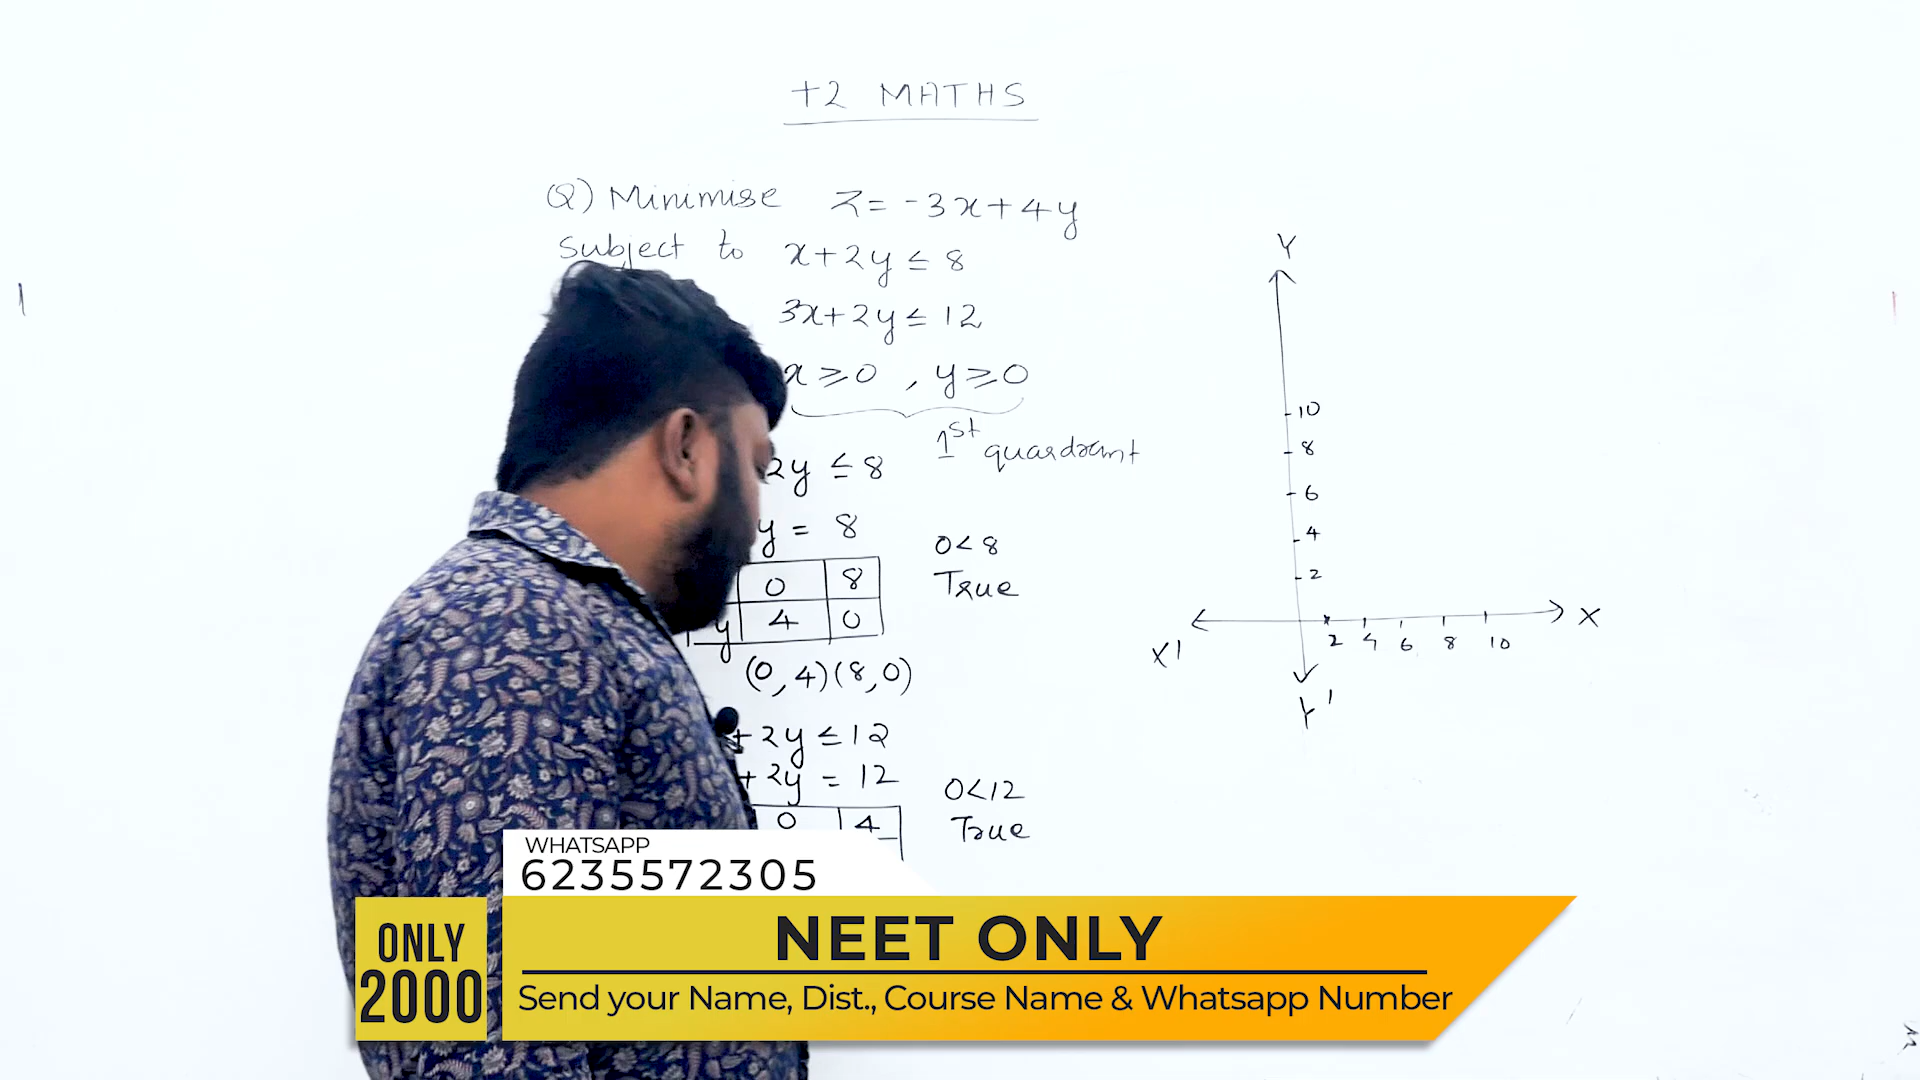 +2 MATHS
Q) Minimise Z = -3x+4y
Subject to x+2y ≤ 8
3x+2y ≤ 12
x ≥ 0 , y ≥ 0
1st quardrant
2y ≤ 8
y = 8
0 8
y 4 0
(0, 4) (8, 0)
0 < 8
True
+ 2y ≤ 12
+ 2y = 12
0 4
0 < 12
True
Y
10
8
6
4
2
X' X
2 4 6 8 10
Y'
WHATSAPP
6235572305
ONLY
2000
NEET ONLY
Send your Name, Dist., Course Name & Whatsapp Number